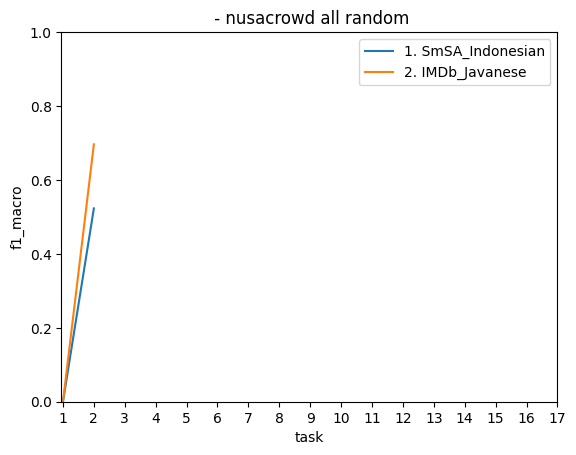 - nusacrowd all random
1.0
0.8
0.6
0.4
0.2
0.0
f1_macro
1. SmSA_Indonesian
2. IMDb_Javanese
1 2 3 4 5 6 7 8 9 10 11 12 13 14 15 16 17
task